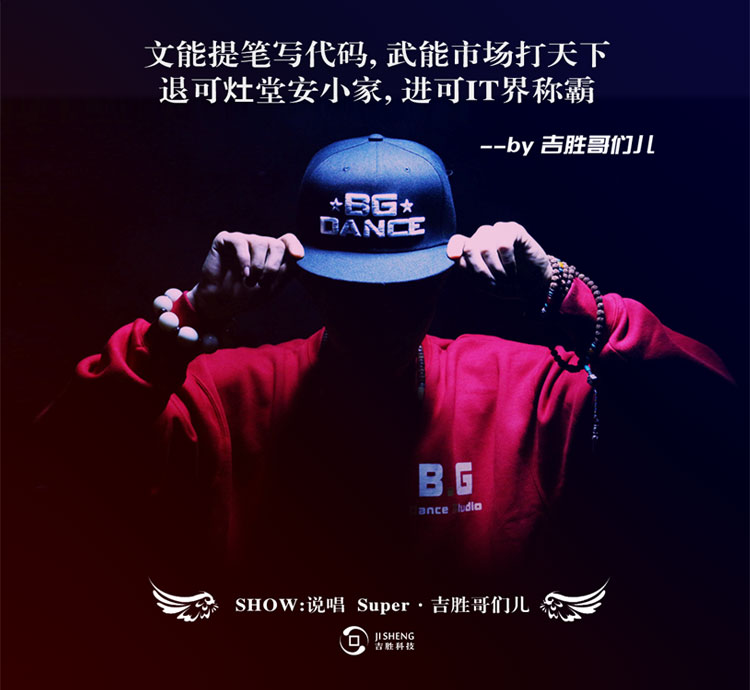 文能提笔写代码, 武能市场打天下
退可灶堂安小家, 进可IT界称霸
--by 吉胜哥们儿
★BG★
DANCE
B.G
Dance Studio
SHOW:说唱 Super · 吉胜哥们儿
JISHENG
吉胜科技